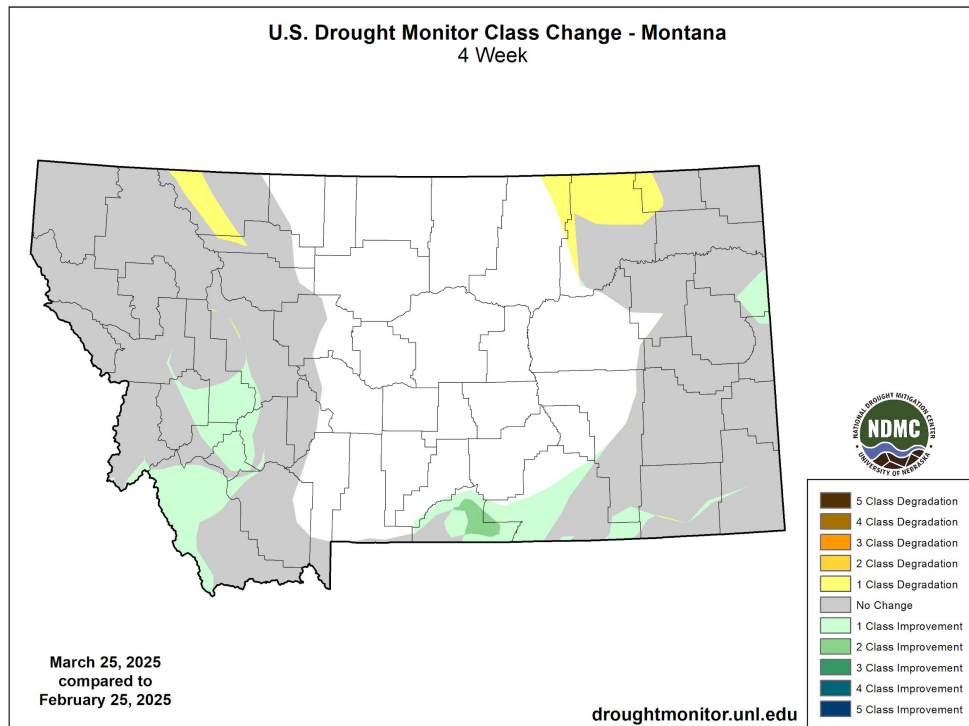 U.S. Drought Monitor Class Change - Montana
4 Week
NATIONAL DROUGHT MITIGATION CENTER
NDMC
UNIVERSITY OF NEBRASKA
5 Class Degradation
4 Class Degradation
3 Class Degradation
2 Class Degradation
1 Class Degradation
No Change
1 Class Improvement
2 Class Improvement
3 Class Improvement
4 Class Improvement
5 Class Improvement
March 25, 2025
compared to
February 25, 2025
droughtmonitor.unl.edu